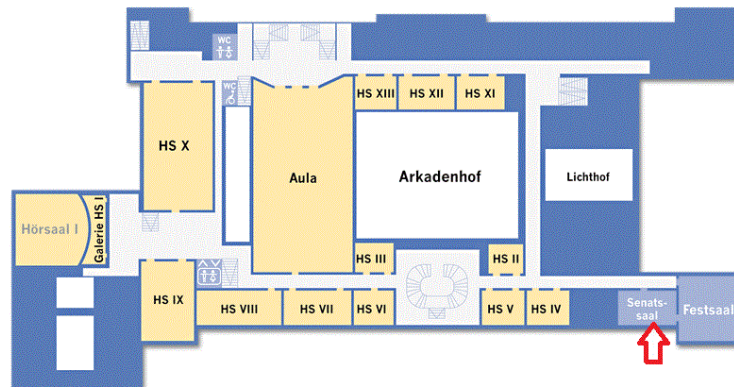 WC
WC
HS XIII
HS XII
HS XI
HS X
Aula
Arkadenhof
Lichthof
Hörsaal I
Galerie HS I
HS III
HS II
HS IX
HS VIII
HS VII
HS VI
HS V
HS IV
Senats-
saal
Festsaal